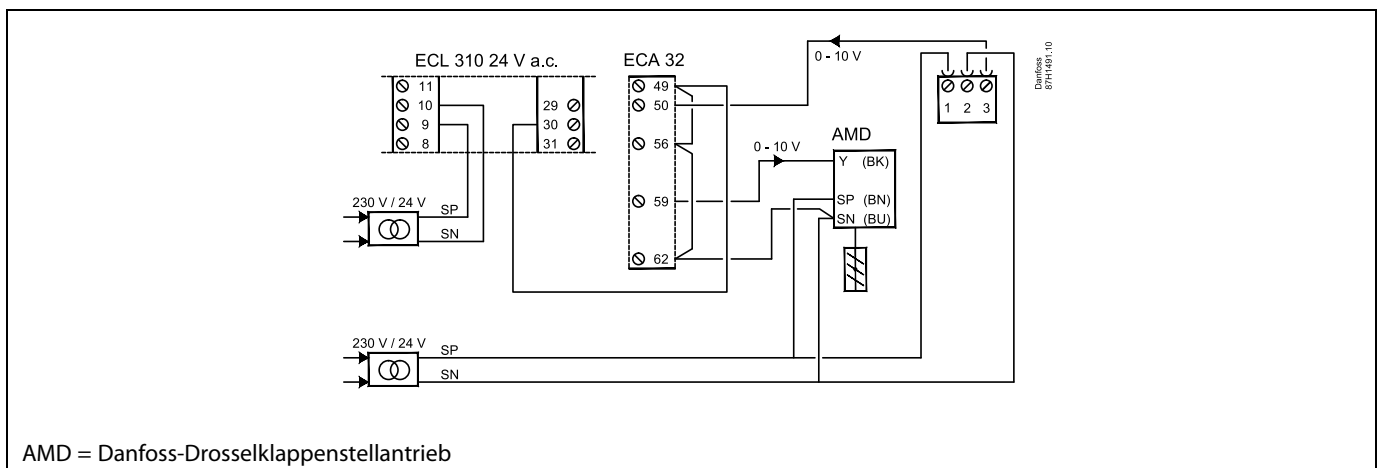 ECL 310 24 V a.c.
11
10
9
8
29
30
31
ECA 32
49
50
56
59
62
0 - 10 V
0 - 10 V
1 2 3
Danfoss
87H1491.10
AMD
Y (BK)
SP (BN)
SN (BU)
230 V / 24 V
SP
SN
230 V / 24 V
SP
SN
AMD = Danfoss-Drosselklappenstellantrieb